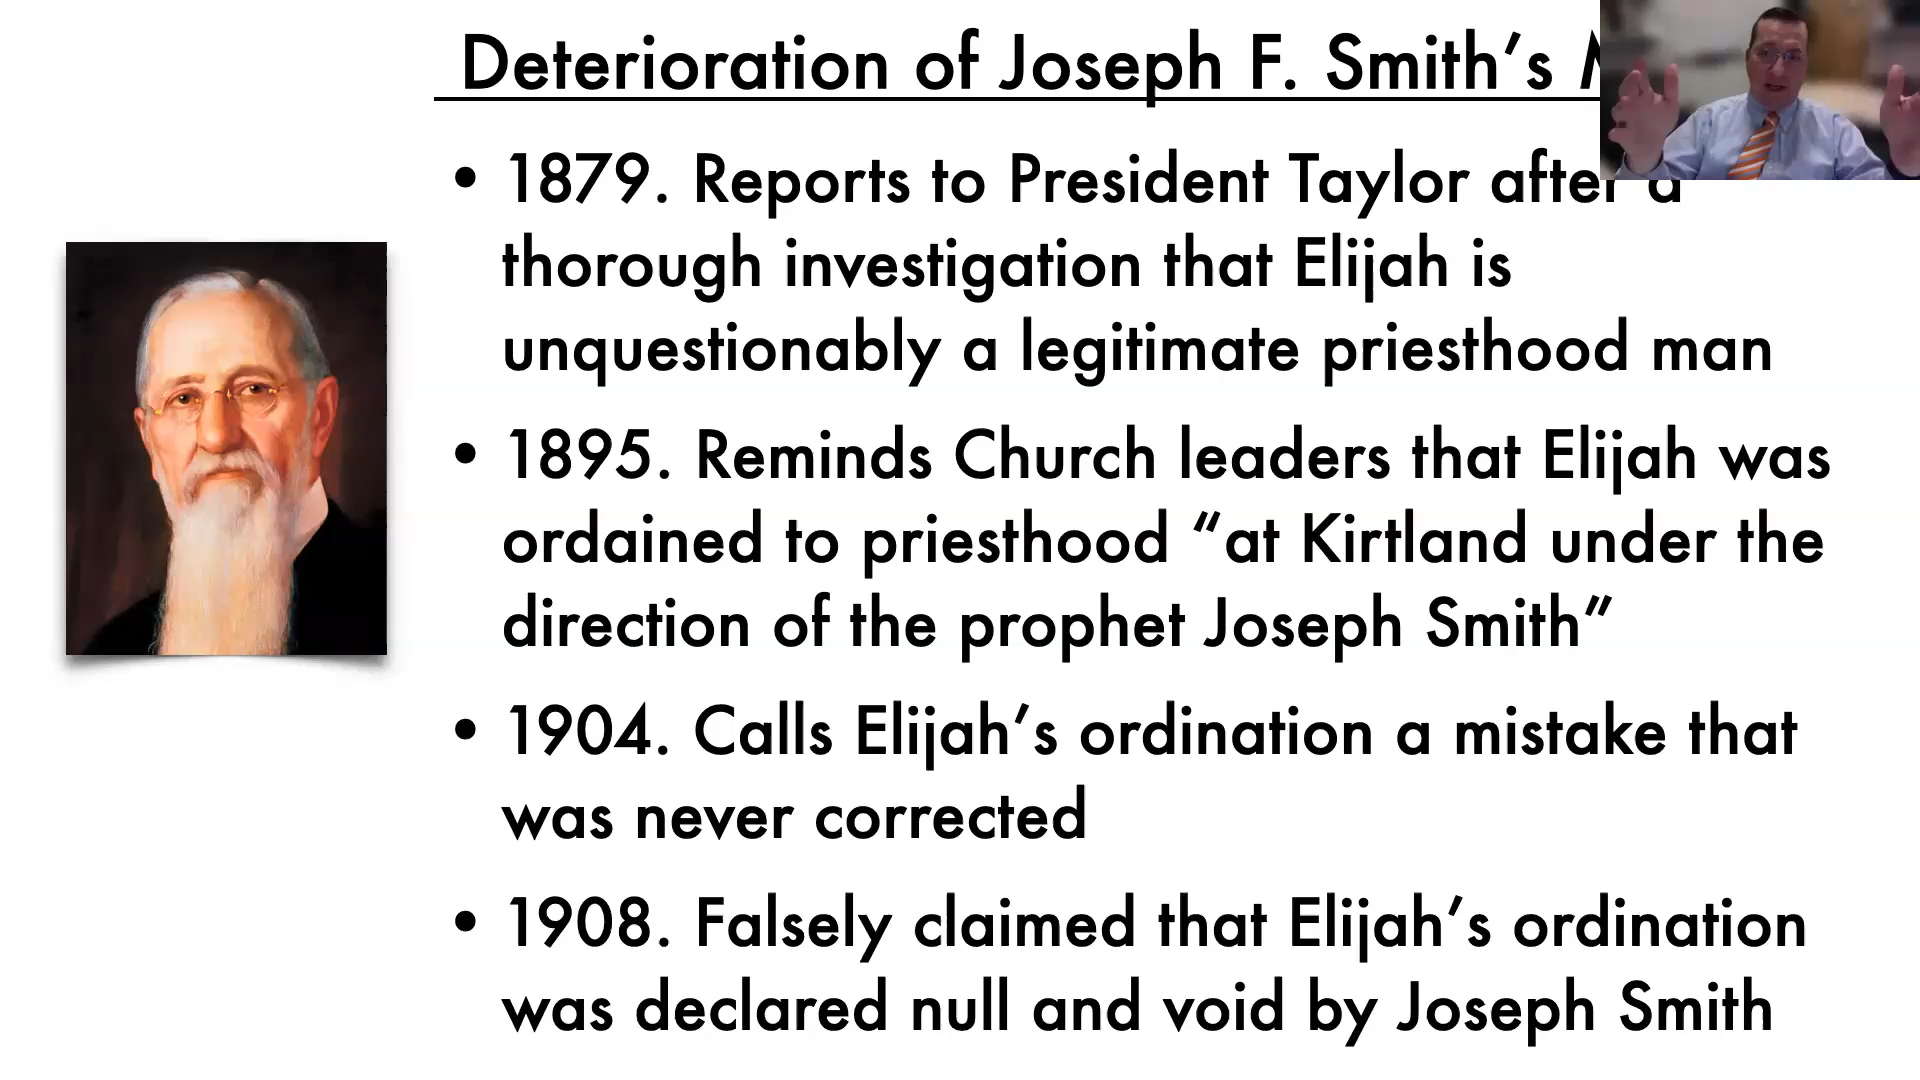 Deterioration of Joseph F. Smith’s
• 1879. Reports to President Taylor after a
thorough investigation that Elijah is
unquestionably a legitimate priesthood man
• 1895. Reminds Church leaders that Elijah was
ordained to priesthood “at Kirtland under the
direction of the prophet Joseph Smith”
• 1904. Calls Elijah’s ordination a mistake that
was never corrected
• 1908. Falsely claimed that Elijah’s ordination
was declared null and void by Joseph Smith